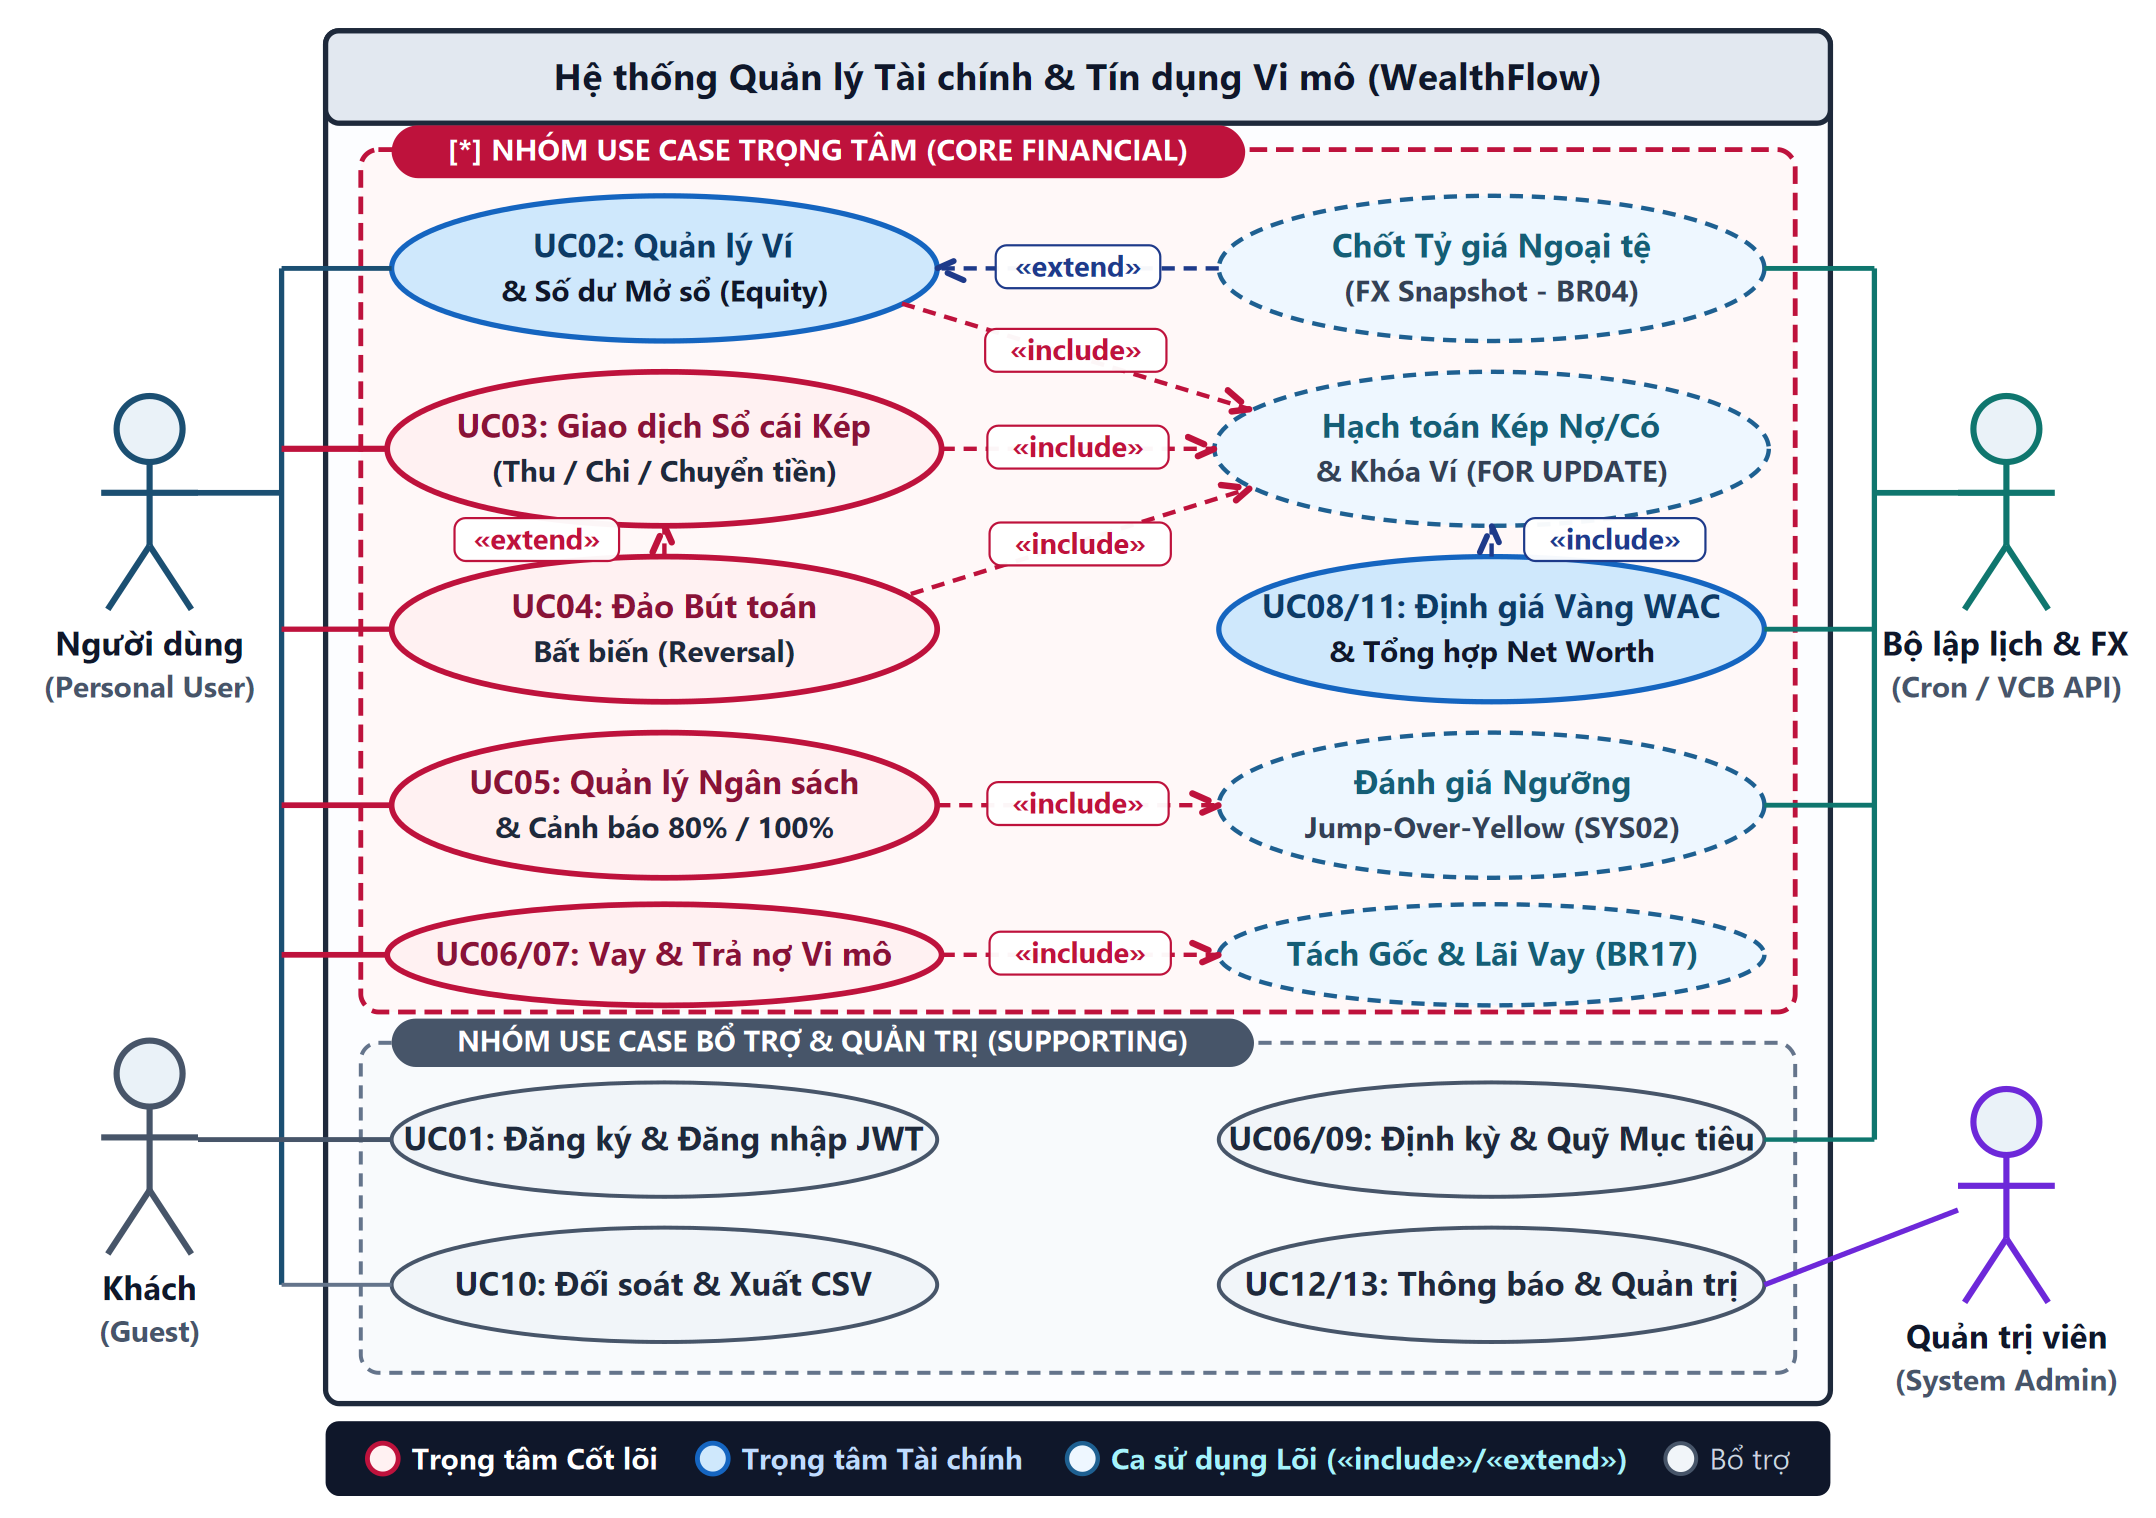 Hệ thống Quản lý Tài chính & Tín dụng Vi mô (WealthFlow)
[*] NHÓM USE CASE TRỌNG TÂM (CORE FINANCIAL)
UC02: Quản lý Ví
& Số dư Mở sổ (Equity)
«extend»
Chốt Tỷ giá Ngoại tệ
(FX Snapshot - BR04)
«include»
UC03: Giao dịch Sổ cái Kép
(Thu / Chi / Chuyển tiền)
«include»
Hạch toán Kép Nợ/Có
& Khóa Ví (FOR UPDATE)
«extend»
«include»
«include»
UC04: Đảo Bút toán
Bất biến (Reversal)
UC08/11: Định giá Vàng WAC
& Tổng hợp Net Worth
Người dùng
(Personal User)
Bộ lập lịch & FX
(Cron / VCB API)
UC05: Quản lý Ngân sách
& Cảnh báo 80% / 100%
«include»
Đánh giá Ngưỡng
Jump-Over-Yellow (SYS02)
UC06/07: Vay & Trả nợ Vi mô
«include»
Tách Gốc & Lãi Vay (BR17)
NHÓM USE CASE BỔ TRỢ & QUẢN TRỊ (SUPPORTING)
UC01: Đăng ký & Đăng nhập JWT
UC06/09: Định kỳ & Quỹ Mục tiêu
UC10: Đối soát & Xuất CSV
UC12/13: Thông báo & Quản trị
Khách
(Guest)
Quản trị viên
(System Admin)
Trọng tâm Cốt lõi
Trọng tâm Tài chính
Ca sử dụng Lõi («include»/«extend»)
Bổ trợ